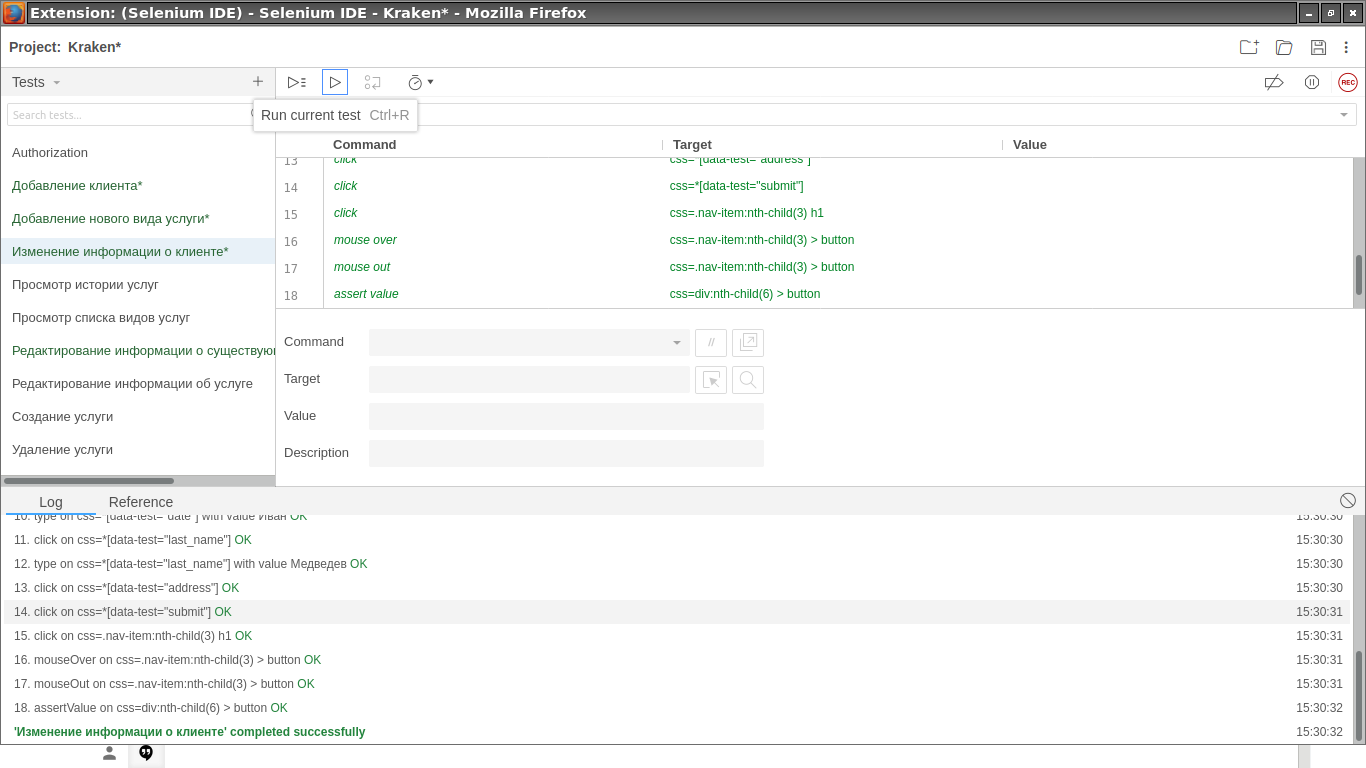 Extension: (Selenium IDE) - Selenium IDE - Kraken* - Mozilla Firefox
Project: Kraken*
Tests
REC
Search tests...
Run current test Ctrl+R
Command Target Value
Authorization
Добавление клиента*
Добавление нового вида услуги*
Изменение информации о клиенте*
Просмотр истории услуг
Просмотр списка видов услуг
Редактирование информации о существую
Редактирование информации об услуге
Создание услуги
Удаление услуги
13 click css=*[data-test="address"]
14 click css=*[data-test="submit"]
15 click css=.nav-item:nth-child(3) h1
16 mouse over css=.nav-item:nth-child(3) > button
17 mouse out css=.nav-item:nth-child(3) > button
18 assert value css=div:nth-child(6) > button
Command //
Target
Value
Description
Log Reference
10. type on css=*[data-test="date"] with value Иван OK 15:30:30
11. click on css=*[data-test="last_name"] OK 15:30:30
12. type on css=*[data-test="last_name"] with value Медведев OK 15:30:30
13. click on css=*[data-test="address"] OK 15:30:30
14. click on css=*[data-test="submit"] OK 15:30:31
15. click on css=.nav-item:nth-child(3) h1 OK 15:30:31
16. mouseOver on css=.nav-item:nth-child(3) > button OK 15:30:31
17. mouseOut on css=.nav-item:nth-child(3) > button OK 15:30:31
18. assertValue on css=div:nth-child(6) > button OK 15:30:32
'Изменение информации о клиенте' completed successfully 15:30:32